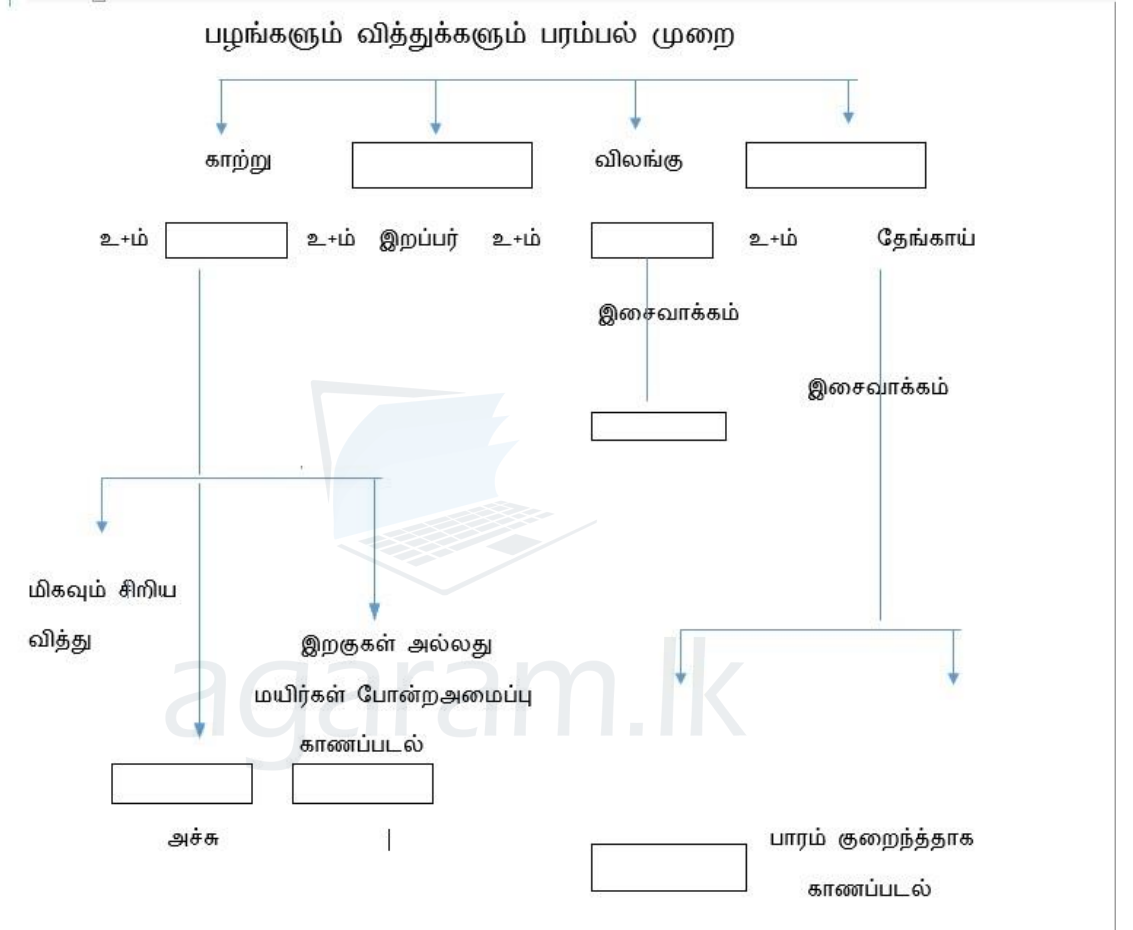 பழங்களும் வித்துக்களும் பரம்பல் முறை
காற்று விலங்கு
உ+ம் உ+ம் இறப்பர் உ+ம் உ+ம் தேங்காய்
இசைவாக்கம்
இசைவாக்கம்
மிகவும் சிறிய
வித்து
இறகுகள் அல்லது
மயிர்கள் போன்றஅமைப்பு
காணப்படல்
agaram.lk
அச்சு
பாரம் குறைந்த்தாக
காணப்படல்